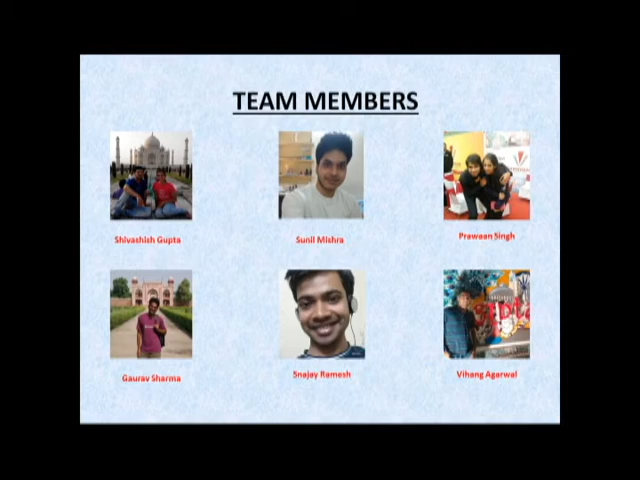 TEAM MEMBERS
Shivashish Gupta
Sunil Mishra
Prawaan Singh
Gaurav Sharma
Snajay Ramesh
Vihang Agarwal